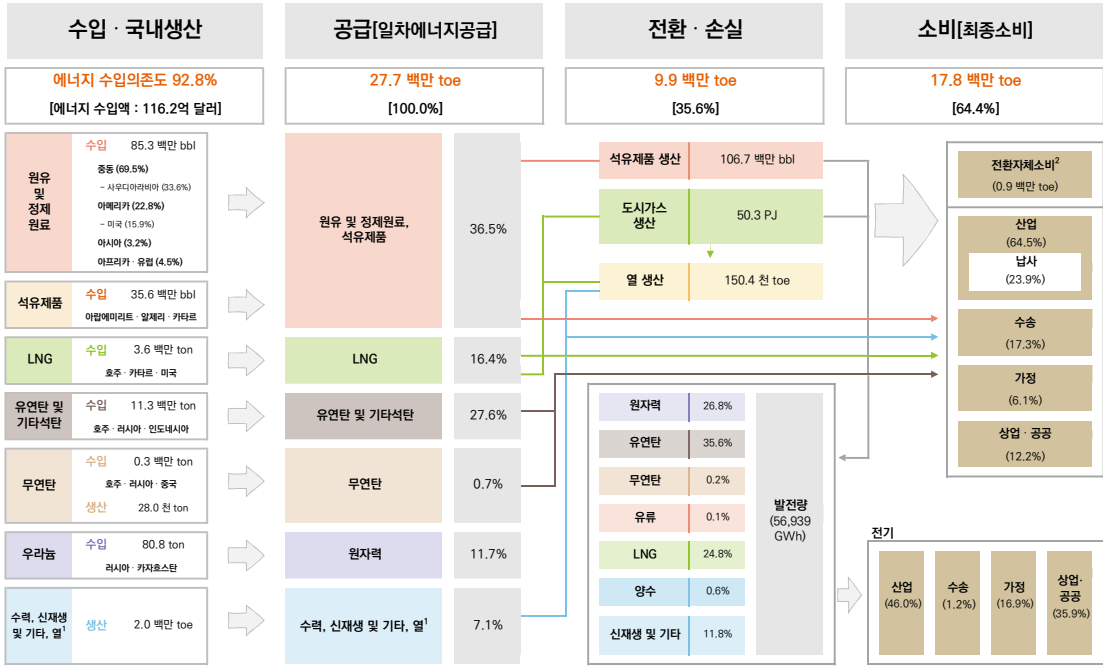 수입 · 국내생산
공급[일차에너지공급]
전환 · 손실
소비[최종소비]
에너지 수입의존도 92.8%
[에너지 수입액 : 116.2억 달러]
27.7 백만 toe
[100.0%]
9.9 백만 toe
[35.6%]
17.8 백만 toe
[64.4%]
원유
및
정제
원료
수입 85.3 백만 bbl
중동 (69.5%)
- 사우디아라비아 (33.6%)
아메리카 (22.8%)
- 미국 (15.9%)
아시아 (3.2%)
아프리카 · 유럽 (4.5%)
석유제품
수입 35.6 백만 bbl
아랍에미리트 · 알제리 · 카타르
LNG
수입 3.6 백만 ton
호주 · 카타르 · 미국
유연탄 및
기타석탄
수입 11.3 백만 ton
호주 · 러시아 · 인도네시아
무연탄
수입 0.3 백만 ton
호주 · 러시아 · 중국
생산 28.0 천 ton
우라늄
수입 80.8 ton
러시아 · 카자흐스탄
수력, 신재생
및 기타, 열1
생산 2.0 백만 toe
원유 및 정제원료,
석유제품
36.5%
LNG
16.4%
유연탄 및 기타석탄
27.6%
무연탄
0.7%
원자력
11.7%
수력, 신재생 및 기타, 열1
7.1%
석유제품 생산
106.7 백만 bbl
도시가스
생산
50.3 PJ
열 생산
150.4 천 toe
원자력 26.8%
유연탄 35.6%
무연탄 0.2%
유류 0.1%
LNG 24.8%
양수 0.6%
신재생 및 기타 11.8%
발전량
(56,939
GWh)
전환자체소비2
(0.9 백만 toe)
산업
(64.5%)
납사
(23.9%)
수송
(17.3%)
가정
(6.1%)
상업 · 공공
(12.2%)
전기
산업
(46.0%)
수송
(1.2%)
가정
(16.9%)
상업·
공공
(35.9%)